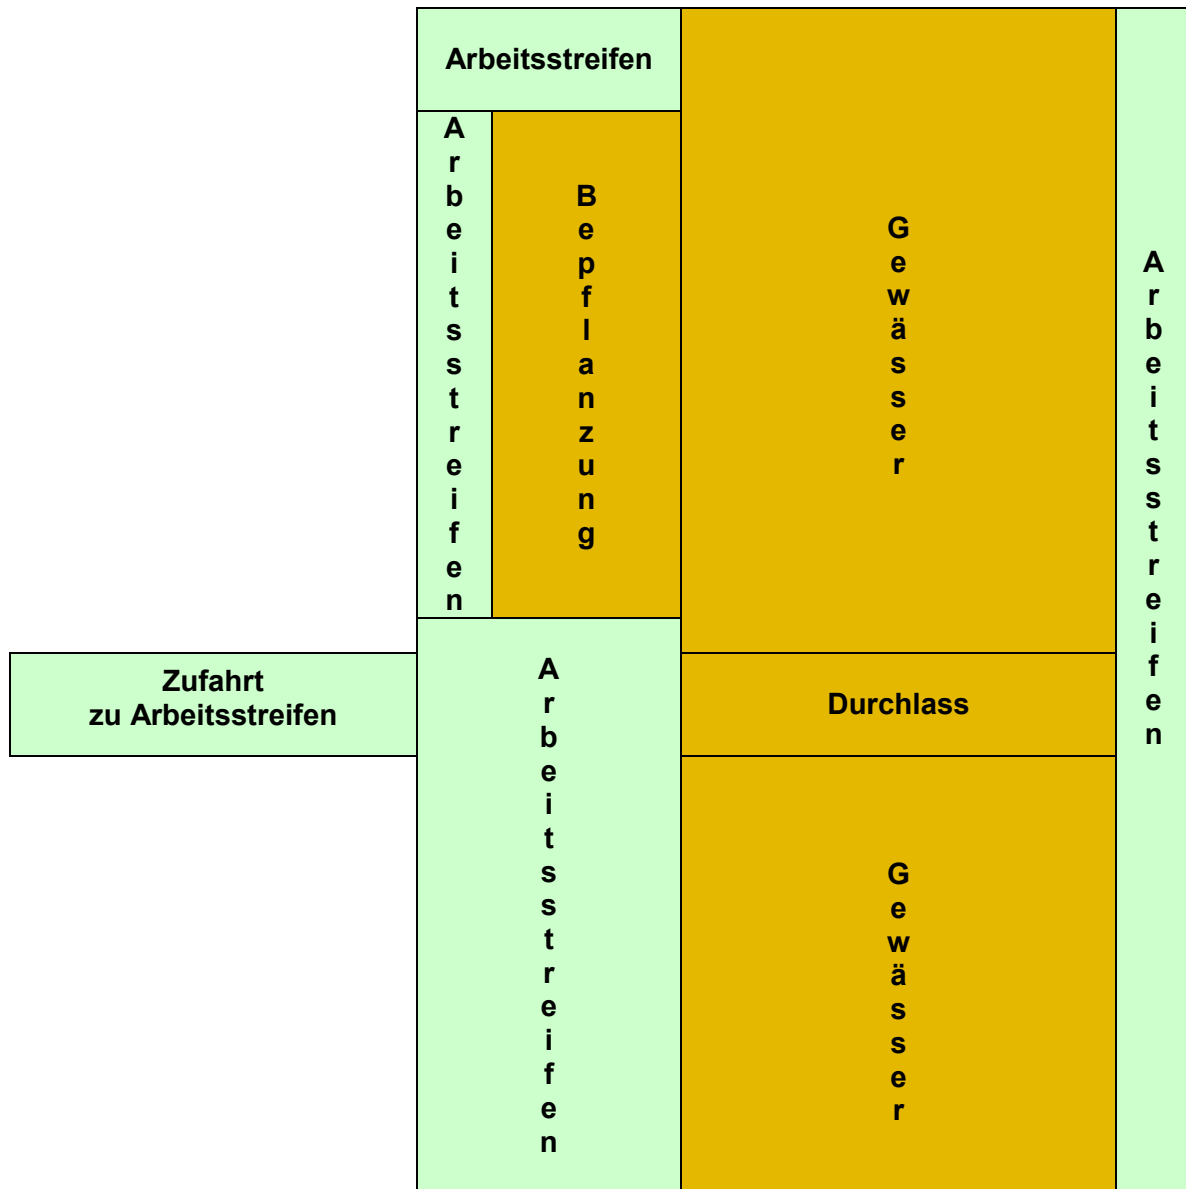 Arbeitsstreifen
Arbeitsstreifen
Bepflanzung
Gewässer
Arbeitsstreifen
Zufahrt
zu Arbeitsstreifen
Arbeitsstreifen
Durchlass
Gewässer